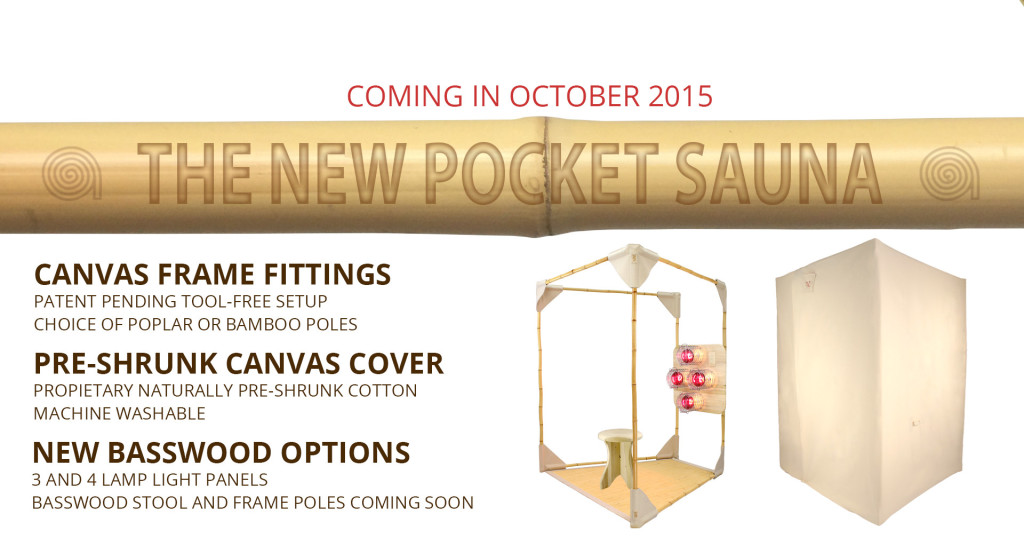 COMING IN OCTOBER 2015
THE NEW POCKET SAUNA
CANVAS FRAME FITTINGS
PATENT PENDING TOOL-FREE SETUP
CHOICE OF POPLAR OR BAMBOO POLES
PRE-SHRUNK CANVAS COVER
PROPIETARY NATURALLY PRE-SHRUNK COTTON
MACHINE WASHABLE
NEW BASSWOOD OPTIONS
3 AND 4 LAMP LIGHT PANELS
BASSWOOD STOOL AND FRAME POLES COMING SOON